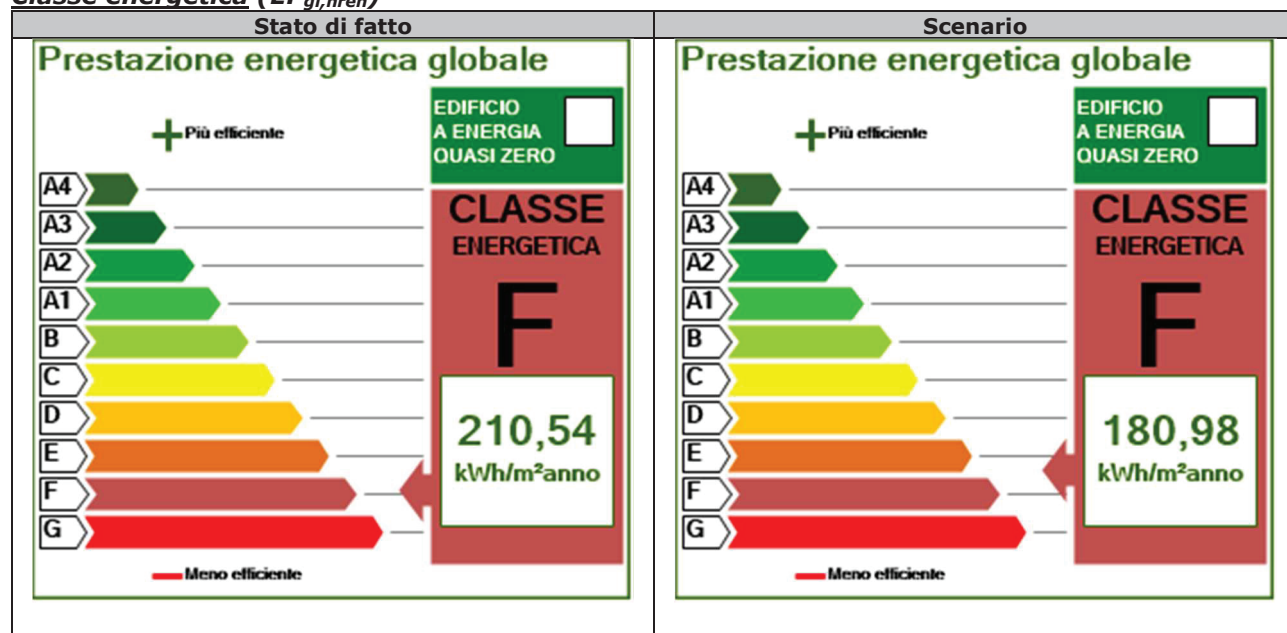 Classe energetica (EP gl,nren)
Stato di fatto
Prestazione energetica globale
EDIFICIO
A ENERGIA
QUASI ZERO
Più efficiente
A4
A3
A2
A1
B
C
D
E
F
G
CLASSE
ENERGETICA
F
210,54
kWh/m²anno
Meno efficiente
Scenario
Prestazione energetica globale
EDIFICIO
A ENERGIA
QUASI ZERO
Più efficiente
A4
A3
A2
A1
B
C
D
E
F
G
CLASSE
ENERGETICA
F
180,98
kWh/m²anno
Meno efficiente